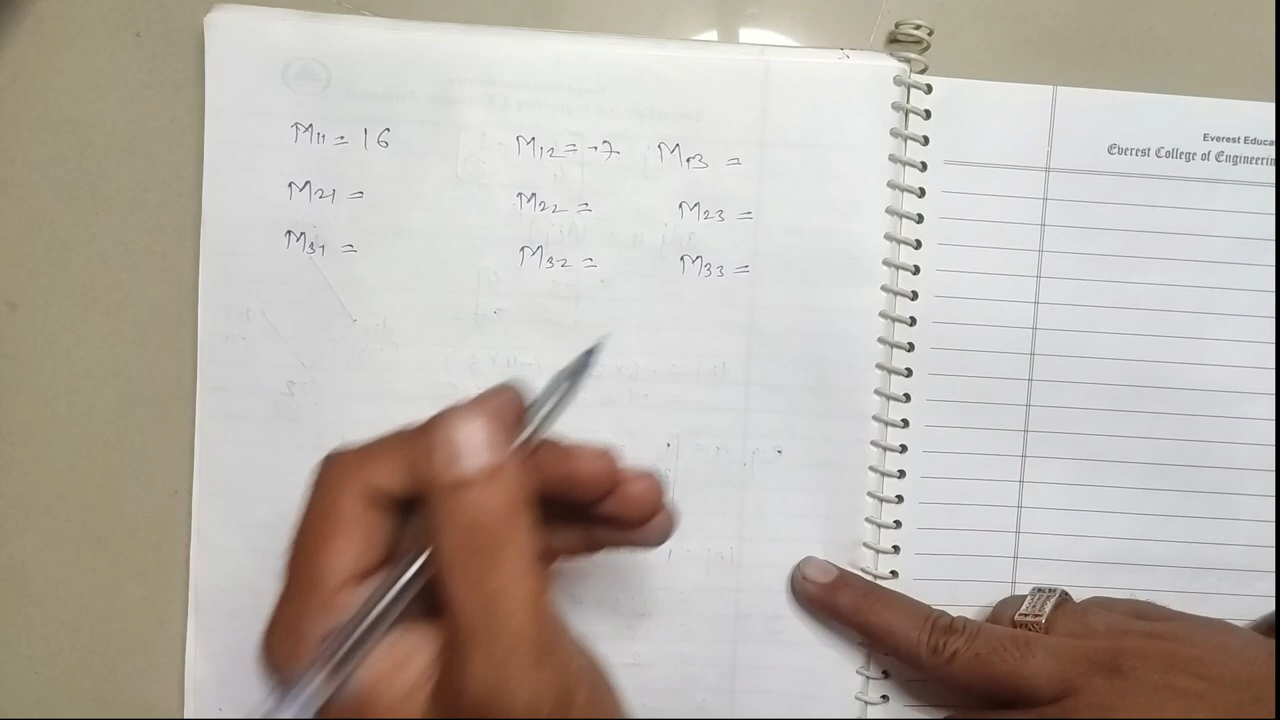 M11 = 16 M12 = -7 M13 =
M21 = M22 = M23 =
M31 = M32 = M33 =
Everest Educa
Everest College of Engineerin